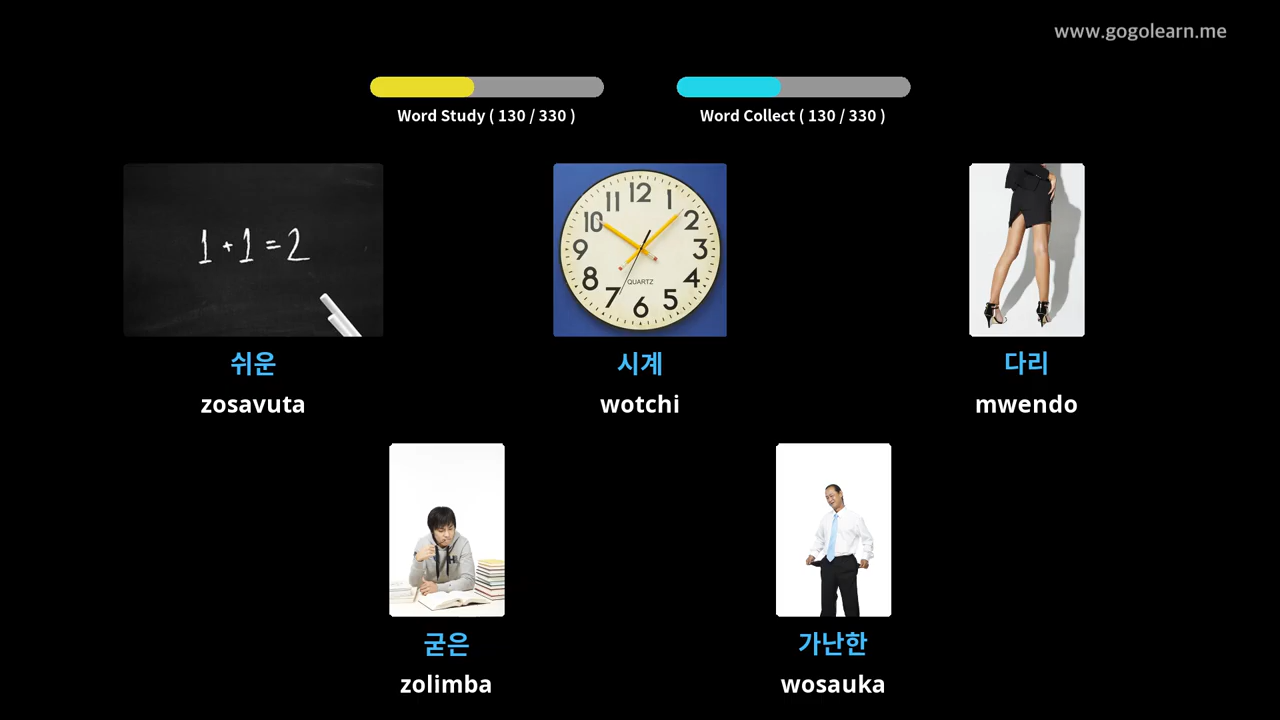 www.gogolearn.me
Word Study ( 130 / 330 )
Word Collect ( 130 / 330 )
1 + 1 = 2
12
11
1
10
2
9
3
8
4
QUARTZ
7
5
6
쉬운
시계
다리
zosavuta
wotchi
mwendo
굳은
가난한
zolimba
wosauka